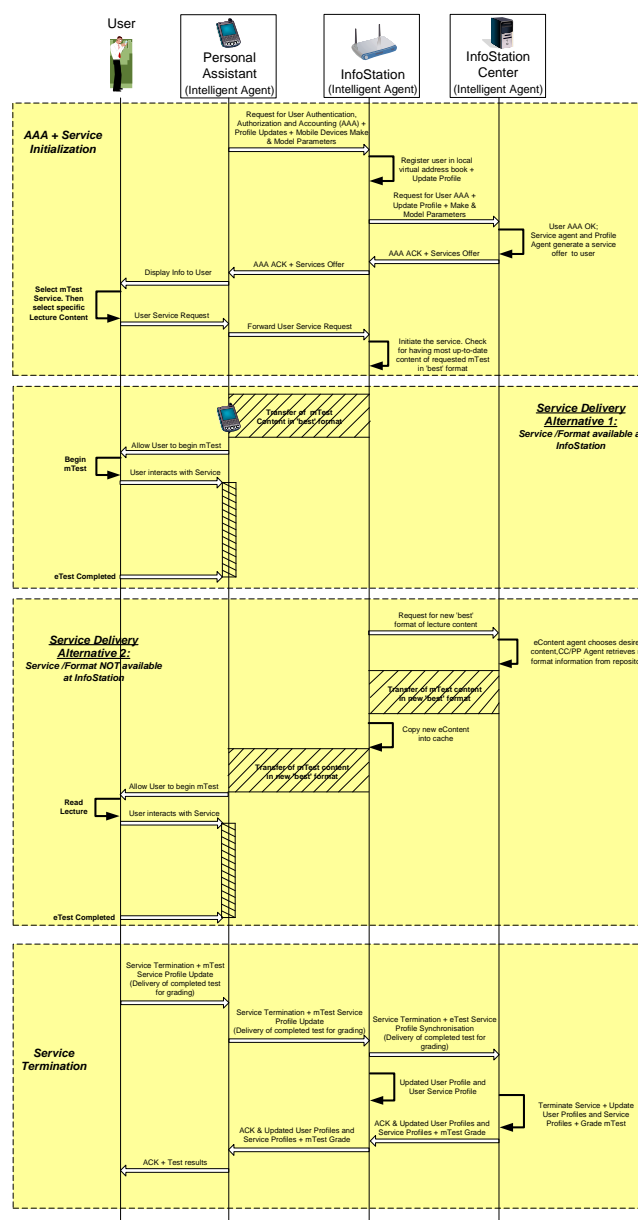 User
Personal
Assistant
(Intelligent Agent)
InfoStation
(Intelligent Agent)
InfoStation
Center
(Intelligent Agent)
AAA + Service
Initialization
Request for User Authentication,
Authorization and Accounting (AAA) +
Profile Updates + Mobile Devices Make
& Model Parameters
Register user in local
virtual address book +
Update Profile
Request for User AAA +
Update Profile + Make &
Model Parameters
User AAA OK;
Service agent and Profile
Agent generate a service
offer to user
AAA ACK + Services Offer
AAA ACK + Services Offer
Display Info to User
Select mTest
Service. Then
select specific
Lecture Content
User Service Request
Forward User Service Request
Initiate the service. Check
for having most up-to-date
content of requested mTest
in 'best' format
Transfer of mTest
Content in 'best' format
Service Delivery
Alternative 1:
Service /Format available a
InfoStation
Allow User to begin mTest
Begin
mTest
User interacts with Service
eTest Completed
Service Delivery
Alternative 2:
Service /Format NOT available
at InfoStation
Request for new 'best'
format of lecture content
eContent agent chooses desire
content,CC/PP Agent retrieves
format information from reposito
Transfer of mTest content
in new 'best' format
Copy new eContent
into cache
Transfer of mTest content
in new 'best' format
Allow User to begin mTest
Read
Lecture
User interacts with Service
eTest Completed
Service
Termination
Service Termination + mTest
Service Profile Update
(Delivery of completed test
for grading)
Service Termination + mTest Service
Profile Update
(Delivery of completed test for grading)
Service Termination + eTest Service
Profile Synchronisation
(Delivery of completed test for
grading)
Updated User Profile and
User Service Profile
Terminate Service + Update
User Profiles and Service
Profiles + Grade mTest
ACK & Updated User Profiles and
Service Profiles + mTest Grade
ACK & Updated User Profiles and
Service Profiles + mTest Grade
ACK + Test results